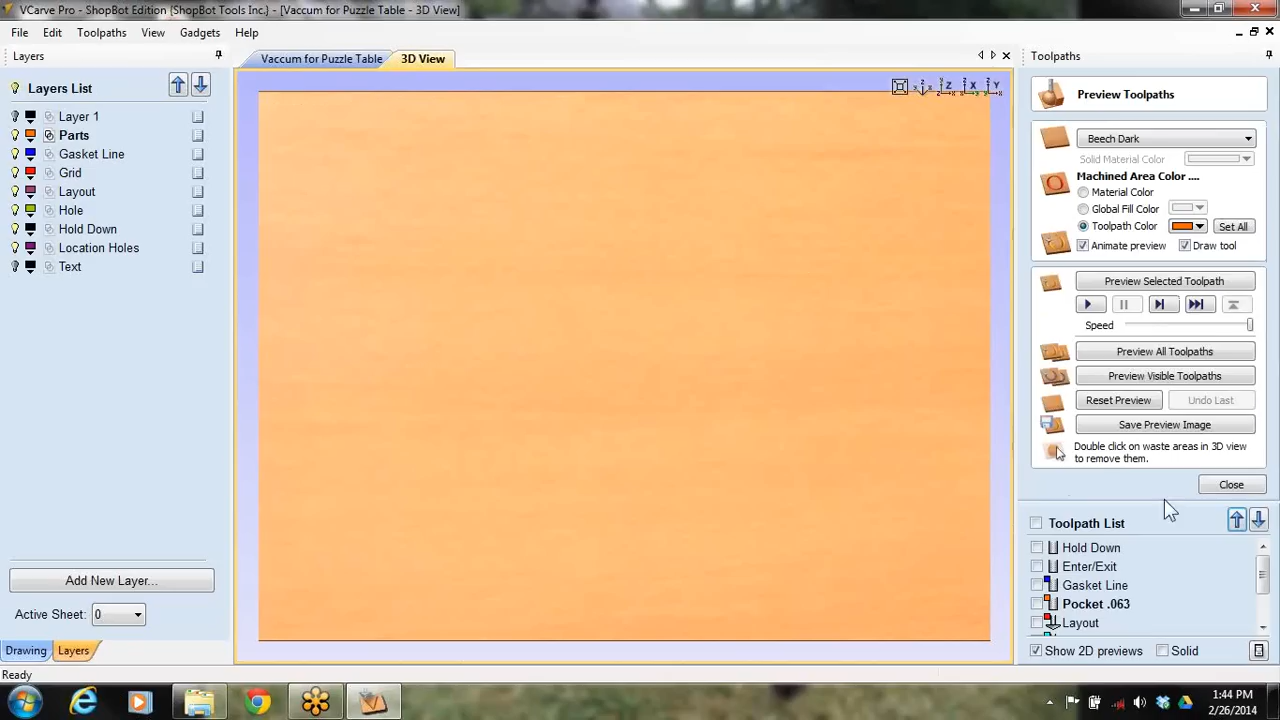 VCarve Pro - ShopBot Edition (ShopBot Tools Inc.) - [Vaccum for Puzzle Table - 3D View]
File Edit Toolpaths View Gadgets Help
Layers
Vaccum for Puzzle Table
3D View
Toolpaths
Layers List
Layer 1
Parts
Gasket Line
Grid
Layout
Hole
Hold Down
Location Holes
Text
Add New Layer...
Active Sheet: 0
Drawing Layers
Preview Toolpaths
Beech Dark
Solid Material Color
Machined Area Color ....
Material Color
Global Fill Color
Toolpath Color Set All
Animate preview Draw tool
Preview Selected Toolpath
Speed
Preview All Toolpaths
Preview Visible Toolpaths
Reset Preview Undo Last
Save Preview Image
Double click on waste areas in 3D view
to remove them.
Close
Toolpath List
Hold Down
Enter/Exit
Gasket Line
Pocket .063
Layout
Show 2D previews Solid
Ready
1:44 PM
2/26/2014